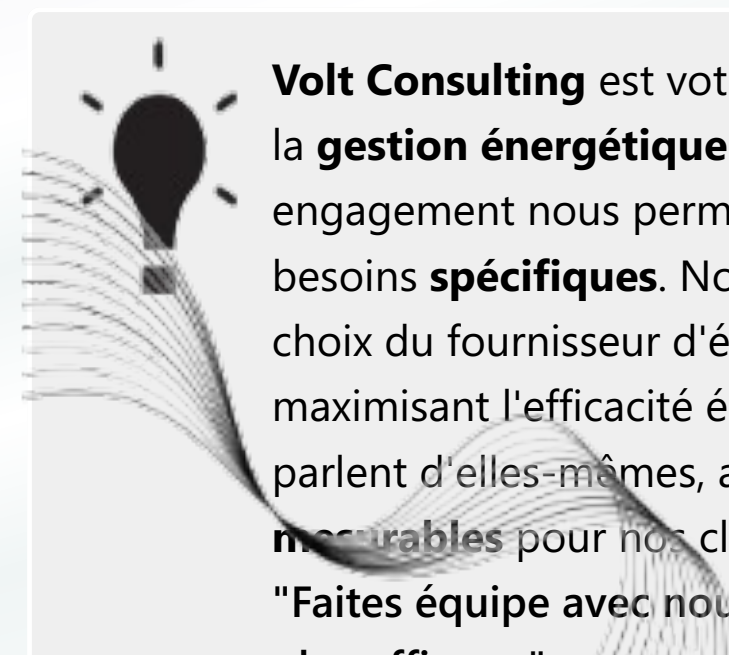 Volt Consulting est vot
la gestion énergétique
engagement nous perm
besoins spécifiques. No
choix du fournisseur d'é
maximisant l'efficacité é
parlent d'elles-mêmes, a
mesurables pour nos cl
"Faites équipe avec nou